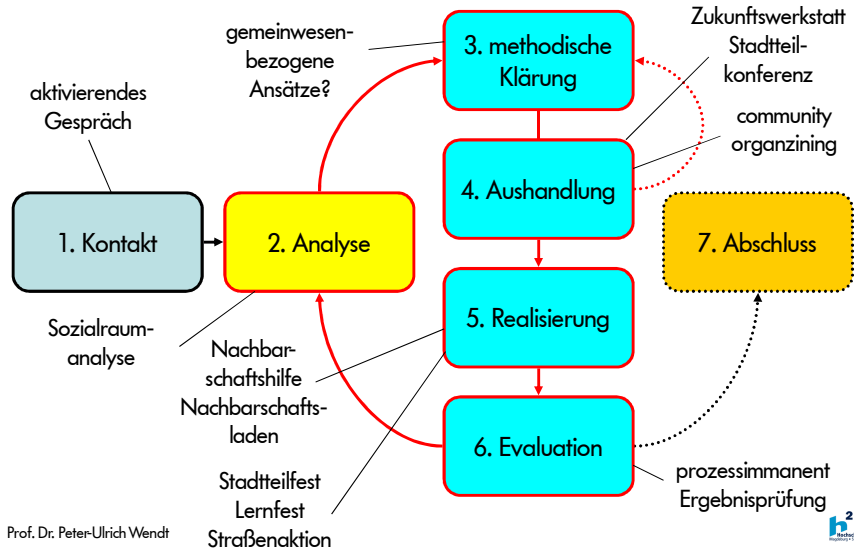 gemeinwesen-
bezogene
Ansätze?
3. methodische
Klärung
Zukunftswerkstatt
Stadtteil-
konferenz
aktivierendes
Gespräch
community
organzining
4. Aushandlung
1. Kontakt
2. Analyse
7. Abschluss
5. Realisierung
Sozialraum-
analyse
Nachbar-
schaftshilfe
Nachbarschafts-
laden
6. Evaluation
Stadtteilfest
Lernfest
Straßenaktion
prozessimmanent
Ergebnisprüfung
Prof. Dr. Peter-Ulrich Wendt
h2